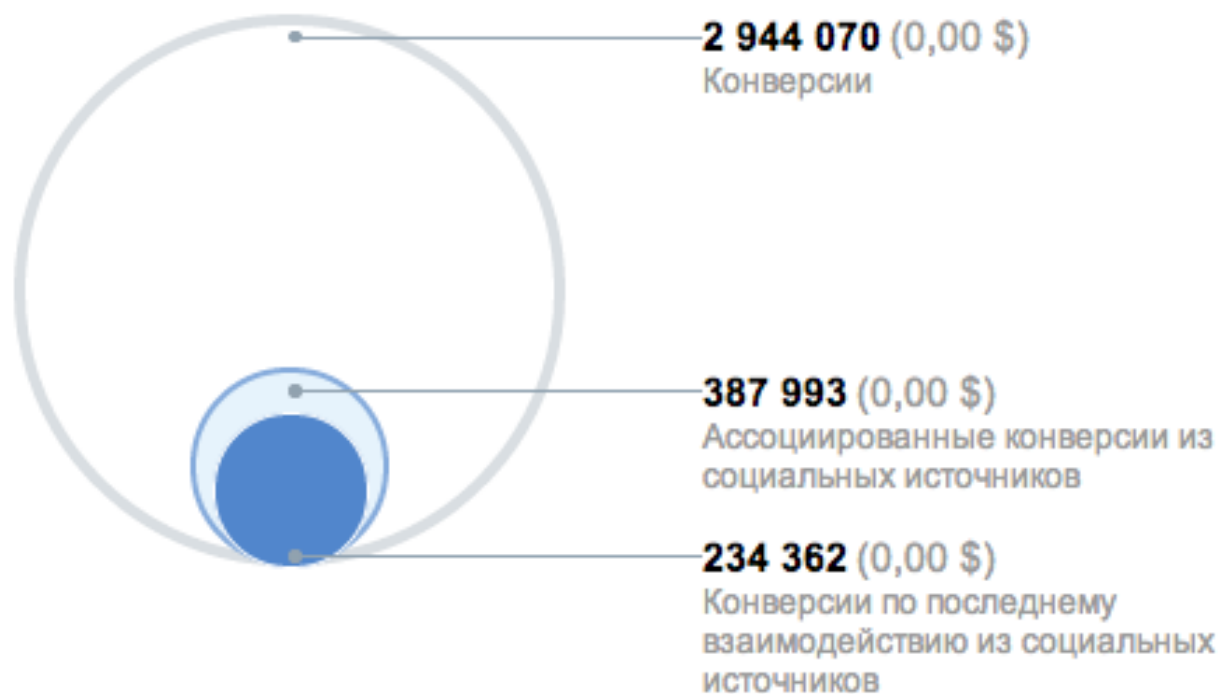 2 944 070 (0,00 $)
Конверсии
387 993 (0,00 $)
Ассоциированные конверсии из
социальных источников
234 362 (0,00 $)
Конверсии по последнему
взаимодействию из социальных
источников